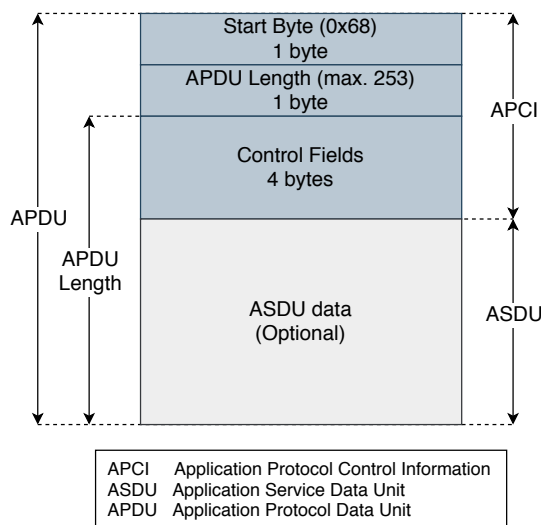 Start Byte (0x68)
1 byte
APDU Length (max. 253)
1 byte
APCI
Control Fields
4 bytes
APDU
APDU
Length
ASDU data
(Optional)
ASDU
APCI Application Protocol Control Information
ASDU Application Service Data Unit
APDU Application Protocol Data Unit